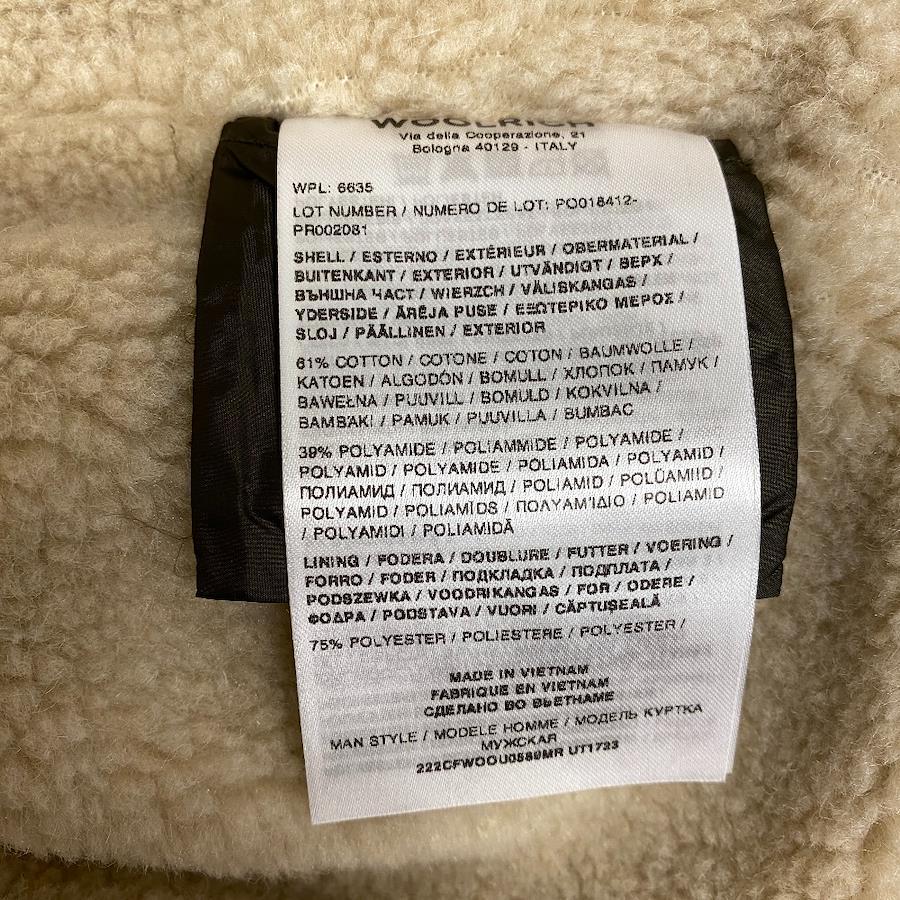 WOOLRICH
Via della Cooperazione, 21
Bologna 40129 - ITALY
WPL: 6635
LOT NUMBER / NUMERO DE LOT: PO018412-
PR002081
SHELL / ESTERNO / EXTÉRIEUR / OBERMATERIAL /
BUITENKANT / EXTERIOR / UTVÄNDIGT / ВЕРХ /
ВЪНШНА ЧАСТ / WIERZCH / VÄLISKANGAS /
YDERSIDE / ĀRĒJA PUSE / ΕΞΩΤΕΡΙΚΟ ΜΕΡΟΣ /
SLOJ / PÄÄLLINEN / EXTERIOR
61% COTTON / COTONE / COTON / BAUMWOLLE /
KATOEN / ALGODÓN / BOMULL / ХЛОПОК / ПАМУК /
BAWEŁNA / PUUVILL / BOMULD / KOKVILNA /
ΒΑΜΒΆΚΙ / PAMUK / PUUVILLA / BUMBAC
39% POLYAMIDE / POLIAMMIDE / POLYAMIDE /
POLYAMID / POLYAMIDE / POLIAMIDA / POLYAMID /
ПОЛИАМИД / ПОЛИАМИД / POLIAMID / POLÜAMIID /
POLYAMID / POLIAMĪDS / ΠΟΛΥΑΜΊΔΙΟ / POLIAMID
/ POLYAMIDI / POLIAMIDĂ
LINING / FODERA / DOUBLURE / FUTTER / VOERING /
FORRO / FODER / ПОДКЛАДКА / ПОДПЛАТА /
PODSZEWKA / VOODRIKANGAS / FOR / ODERE /
ΦΟΔΡΑ / PODSTAVA / VUORI / CĂPTUŞEALĂ
75% POLYESTER / POLIESTERE / POLYESTER /
MADE IN VIETNAM
FABRIQUE EN VIETNAM
СДЕЛАНО ВО ВЬЕТНАМЕ
MAN STYLE / MODELE HOMME / МОДЕЛЬ КУРТКА
МУЖСКАЯ
222CFWOOU0589MR UT1723